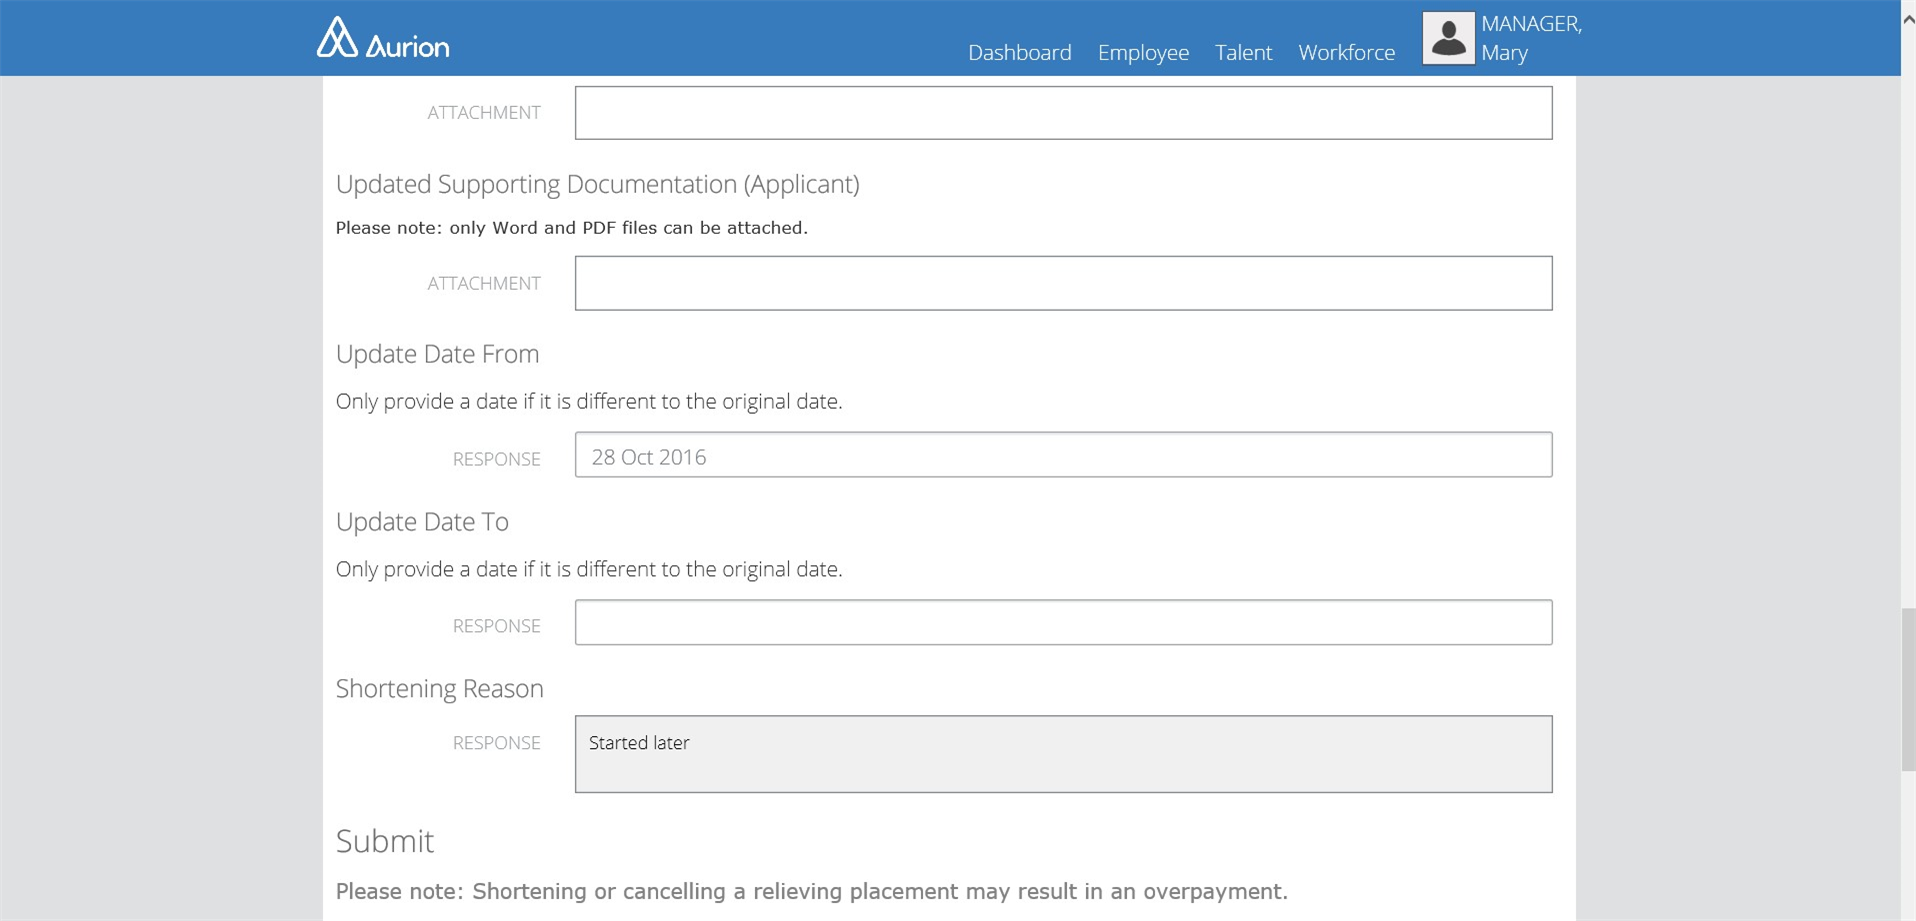 Aurion
Dashboard Employee Talent Workforce
MANAGER,
Mary
ATTACHMENT
Updated Supporting Documentation (Applicant)
Please note: only Word and PDF files can be attached.
ATTACHMENT
Update Date From
Only provide a date if it is different to the original date.
RESPONSE 28 Oct 2016
Update Date To
Only provide a date if it is different to the original date.
RESPONSE
Shortening Reason
RESPONSE Started later
Submit
Please note: Shortening or cancelling a relieving placement may result in an overpayment.